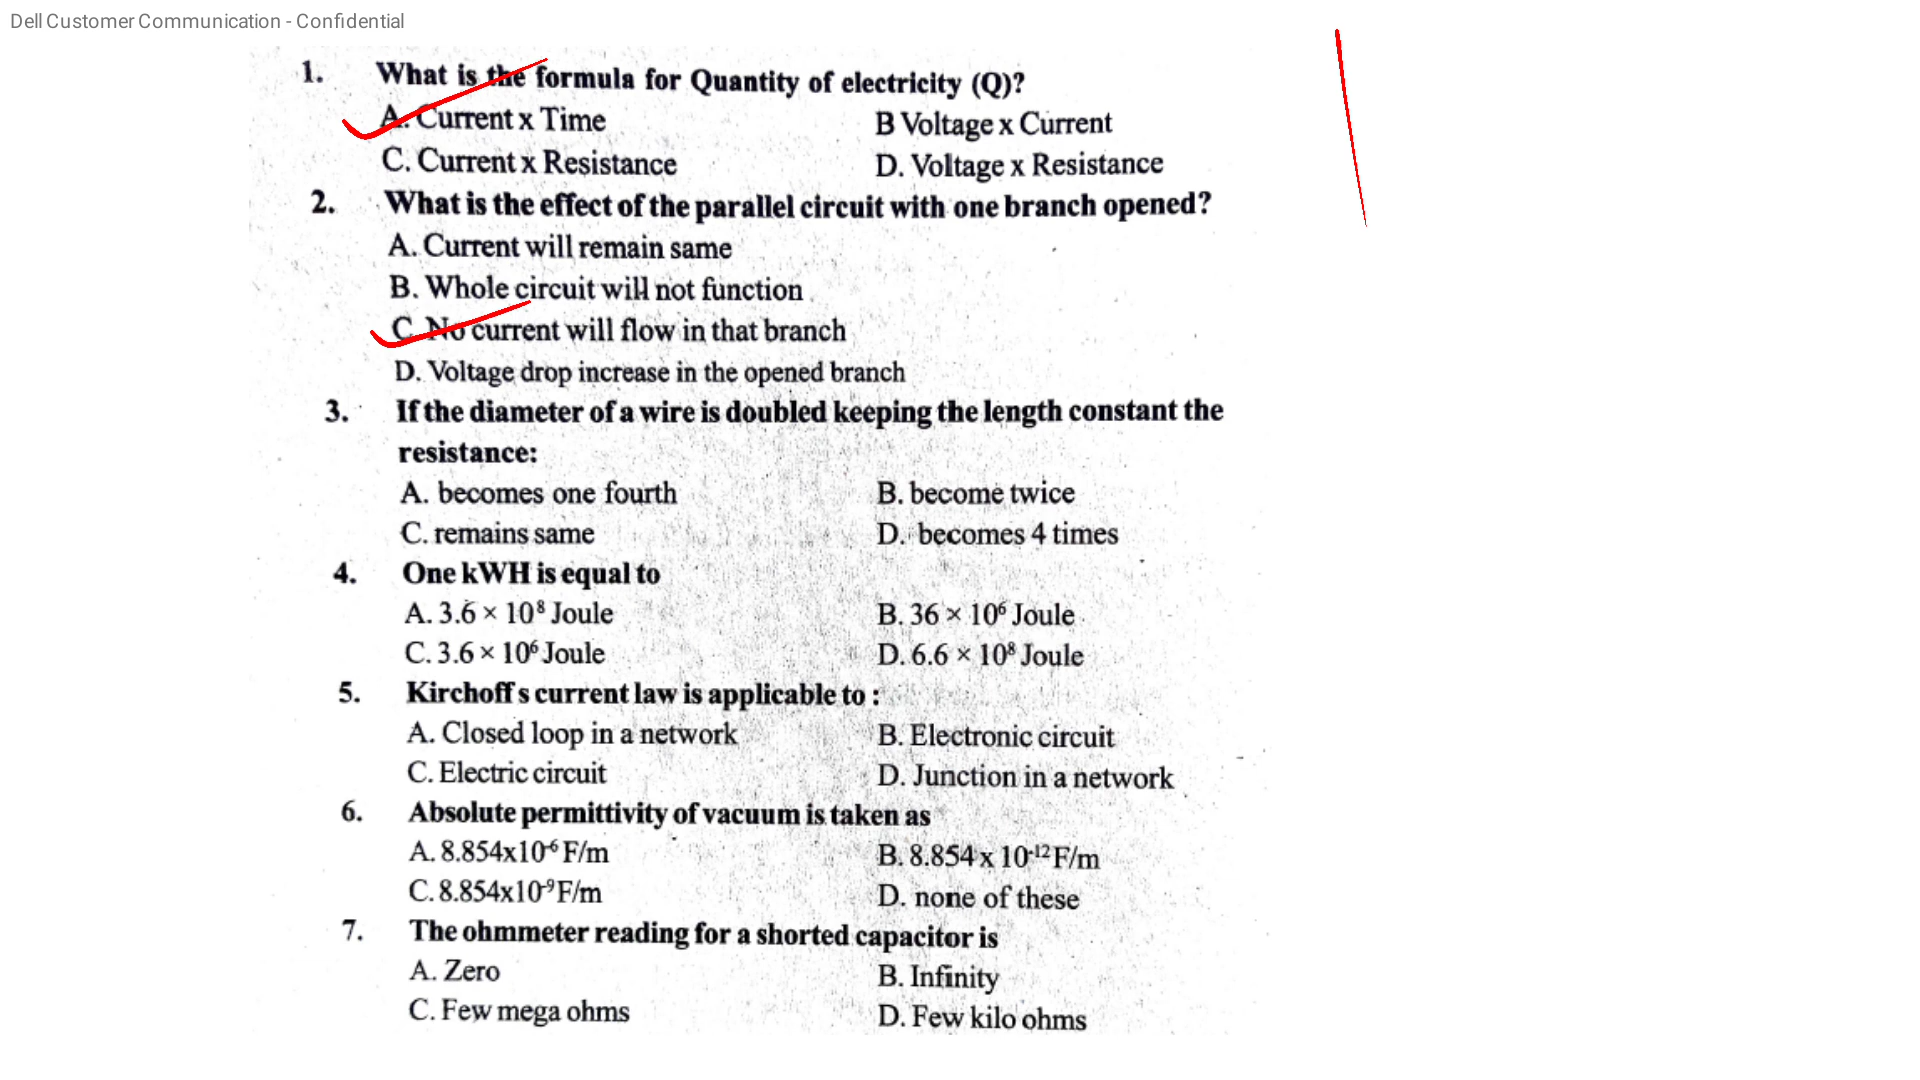 Dell Customer Communication - Confidential
1. What is the formula for Quantity of electricity (Q)?
A. Current x Time B Voltage x Current
C. Current x Resistance D. Voltage x Resistance
2. What is the effect of the parallel circuit with one branch opened?
A. Current will remain same
B. Whole circuit will not function
C. No current will flow in that branch
D. Voltage drop increase in the opened branch
3. If the diameter of a wire is doubled keeping the length constant the
resistance:
A. becomes one fourth B. become twice
C. remains same D. becomes 4 times
4. One kWH is equal to
A. 3.6 × 10⁸ Joule B. 36 × 10⁶ Joule
C. 3.6 × 10⁶ Joule D. 6.6 × 10⁸ Joule
5. Kirchoff s current law is applicable to :
A. Closed loop in a network B. Electronic circuit
C. Electric circuit D. Junction in a network
6. Absolute permittivity of vacuum is taken as
A. 8.854x10⁻⁶ F/m B. 8.854 x 10⁻¹² F/m
C. 8.854x10⁻⁹ F/m D. none of these
7. The ohmmeter reading for a shorted capacitor is
A. Zero B. Infinity
C. Few mega ohms D. Few kilo ohms